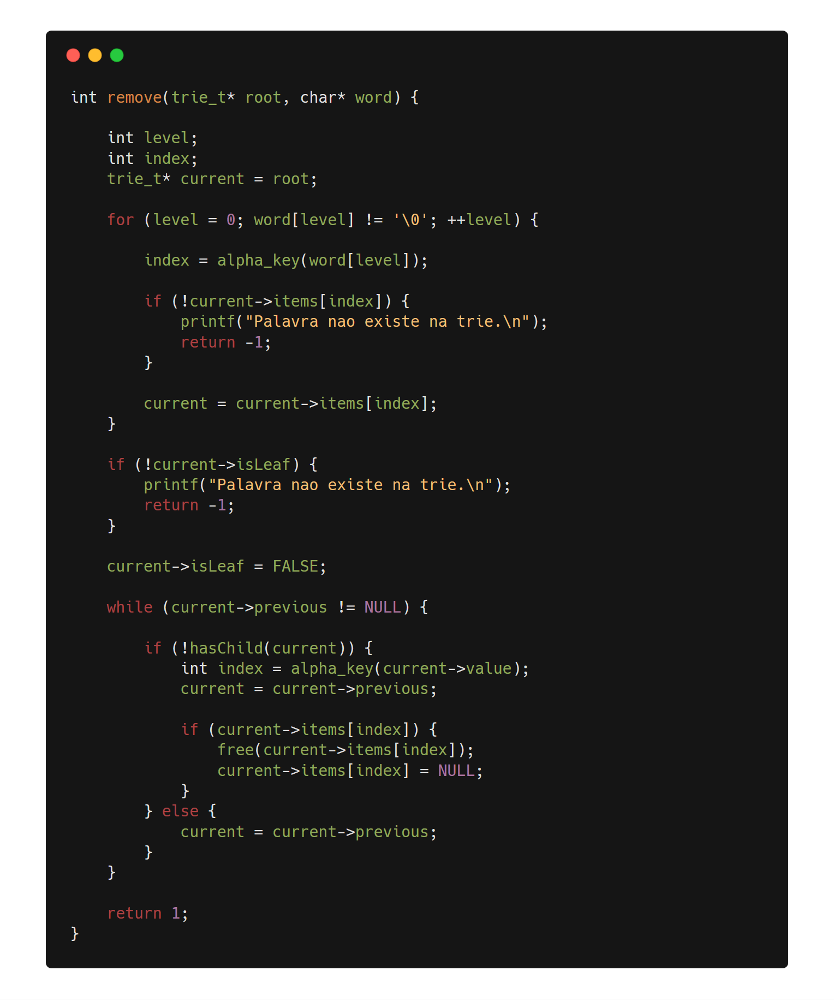 int remove(trie_t* root, char* word) {
    int level;
    int index;
    trie_t* current = root;
    for (level = 0; word[level] != '\0'; ++level) {
        index = alpha_key(word[level]);
        if (!current->items[index]) {
            printf("Palavra nao existe na trie.\n");
            return -1;
        }
        current = current->items[index];
    }
    if (!current->isLeaf) {
        printf("Palavra nao existe na trie.\n");
        return -1;
    }
    current->isLeaf = FALSE;
    while (current->previous != NULL) {
        if (!hasChild(current)) {
            int index = alpha_key(current->value);
            current = current->previous;
            if (current->items[index]) {
                free(current->items[index]);
                current->items[index] = NULL;
            }
        } else {
            current = current->previous;
        }
    }
    return 1;
}